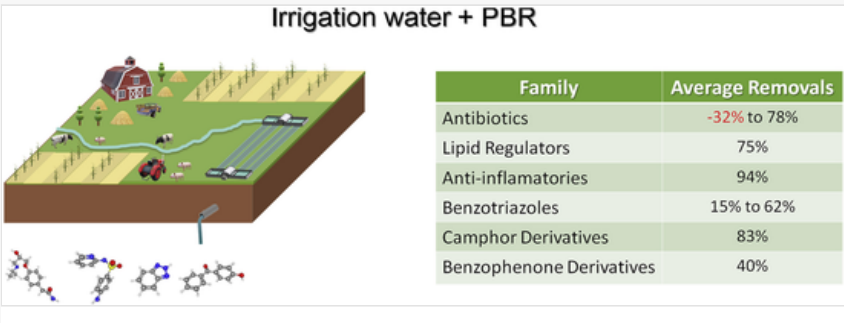 Irrigation water + PBR
Family Average Removals
Antibiotics -32% to 78%
Lipid Regulators 75%
Anti-inflamatories 94%
Benzotriazoles 15% to 62%
Camphor Derivatives 83%
Benzophenone Derivatives 40%